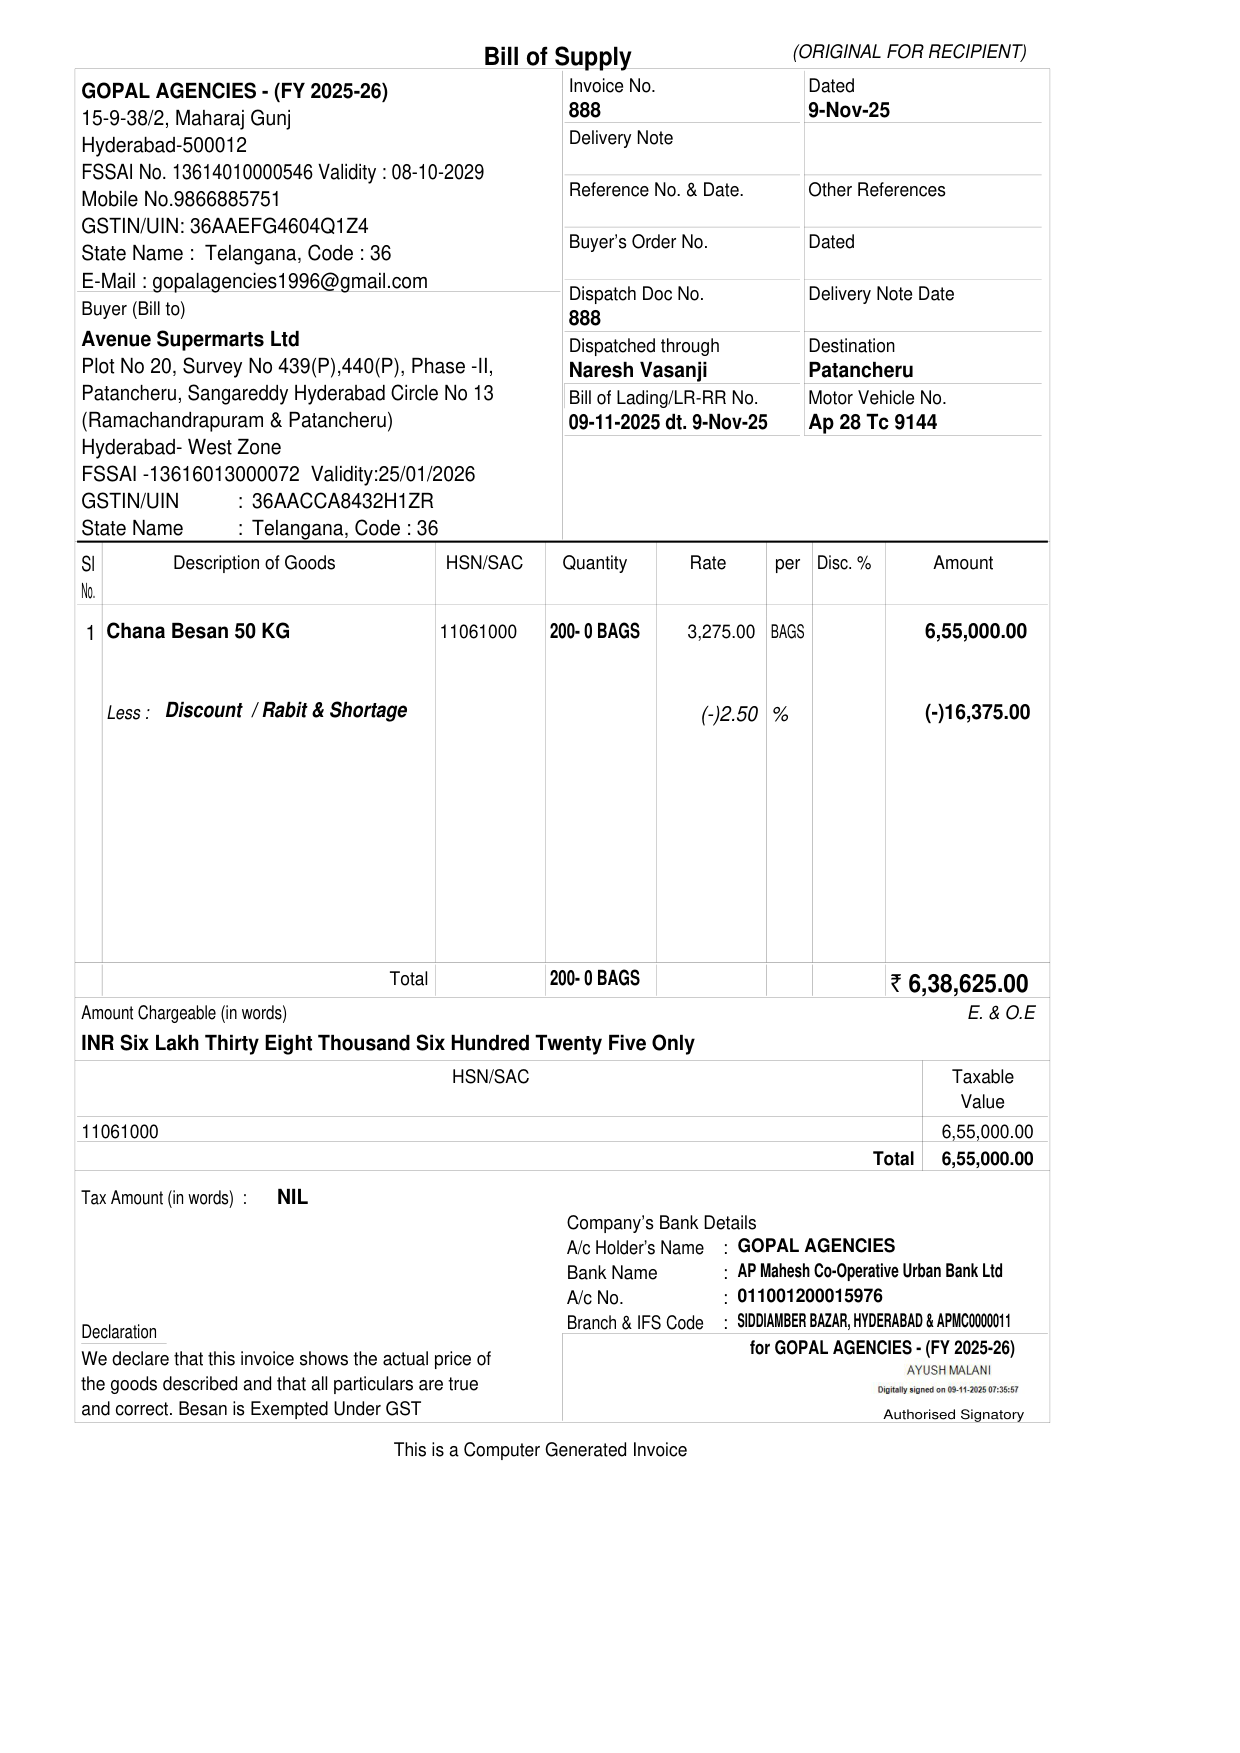 Bill of Supply
(ORIGINAL FOR RECIPIENT)
GOPAL AGENCIES - (FY 2025-26)
15-9-38/2, Maharaj Gunj
Hyderabad-500012
FSSAI No. 13614010000546 Validity : 08-10-2029
Mobile No.9866885751
GSTIN/UIN: 36AAEFG4604Q1Z4
State Name : Telangana, Code : 36
E-Mail : gopalagencies1996@gmail.com
Buyer (Bill to)
Avenue Supermarts Ltd
Plot No 20, Survey No 439(P),440(P), Phase -II,
Patancheru, Sangareddy Hyderabad Circle No 13
(Ramachandrapuram & Patancheru)
Hyderabad- West Zone
FSSAI -13616013000072 Validity:25/01/2026
GSTIN/UIN : 36AACCA8432H1ZR
State Name : Telangana, Code : 36
Invoice No. Dated
888 9-Nov-25
Delivery Note
Reference No. & Date. Other References
Buyer's Order No. Dated
Dispatch Doc No. Delivery Note Date
888
Dispatched through Destination
Naresh Vasanji Patancheru
Bill of Lading/LR-RR No. Motor Vehicle No.
09-11-2025 dt. 9-Nov-25 Ap 28 Tc 9144
Sl Description of Goods HSN/SAC Quantity Rate per Disc. % Amount
No.
1 Chana Besan 50 KG 11061000 200- 0 BAGS 3,275.00 BAGS 6,55,000.00
Less : Discount / Rabit & Shortage (-)2.50 % (-)16,375.00
Total 200- 0 BAGS ₹ 6,38,625.00
Amount Chargeable (in words) E. & O.E
INR Six Lakh Thirty Eight Thousand Six Hundred Twenty Five Only
HSN/SAC Taxable
Value
11061000 6,55,000.00
Total 6,55,000.00
Tax Amount (in words) : NIL
Company's Bank Details
A/c Holder's Name : GOPAL AGENCIES
Bank Name : AP Mahesh Co-Operative Urban Bank Ltd
A/c No. : 011001200015976
Branch & IFS Code : SIDDIAMBER BAZAR, HYDERABAD & APMC0000011
Declaration
We declare that this invoice shows the actual price of
the goods described and that all particulars are true
and correct. Besan is Exempted Under GST
for GOPAL AGENCIES - (FY 2025-26)
AYUSH MALANI
Digitally signed on 09-11-2025 07:35:57
Authorised Signatory
This is a Computer Generated Invoice